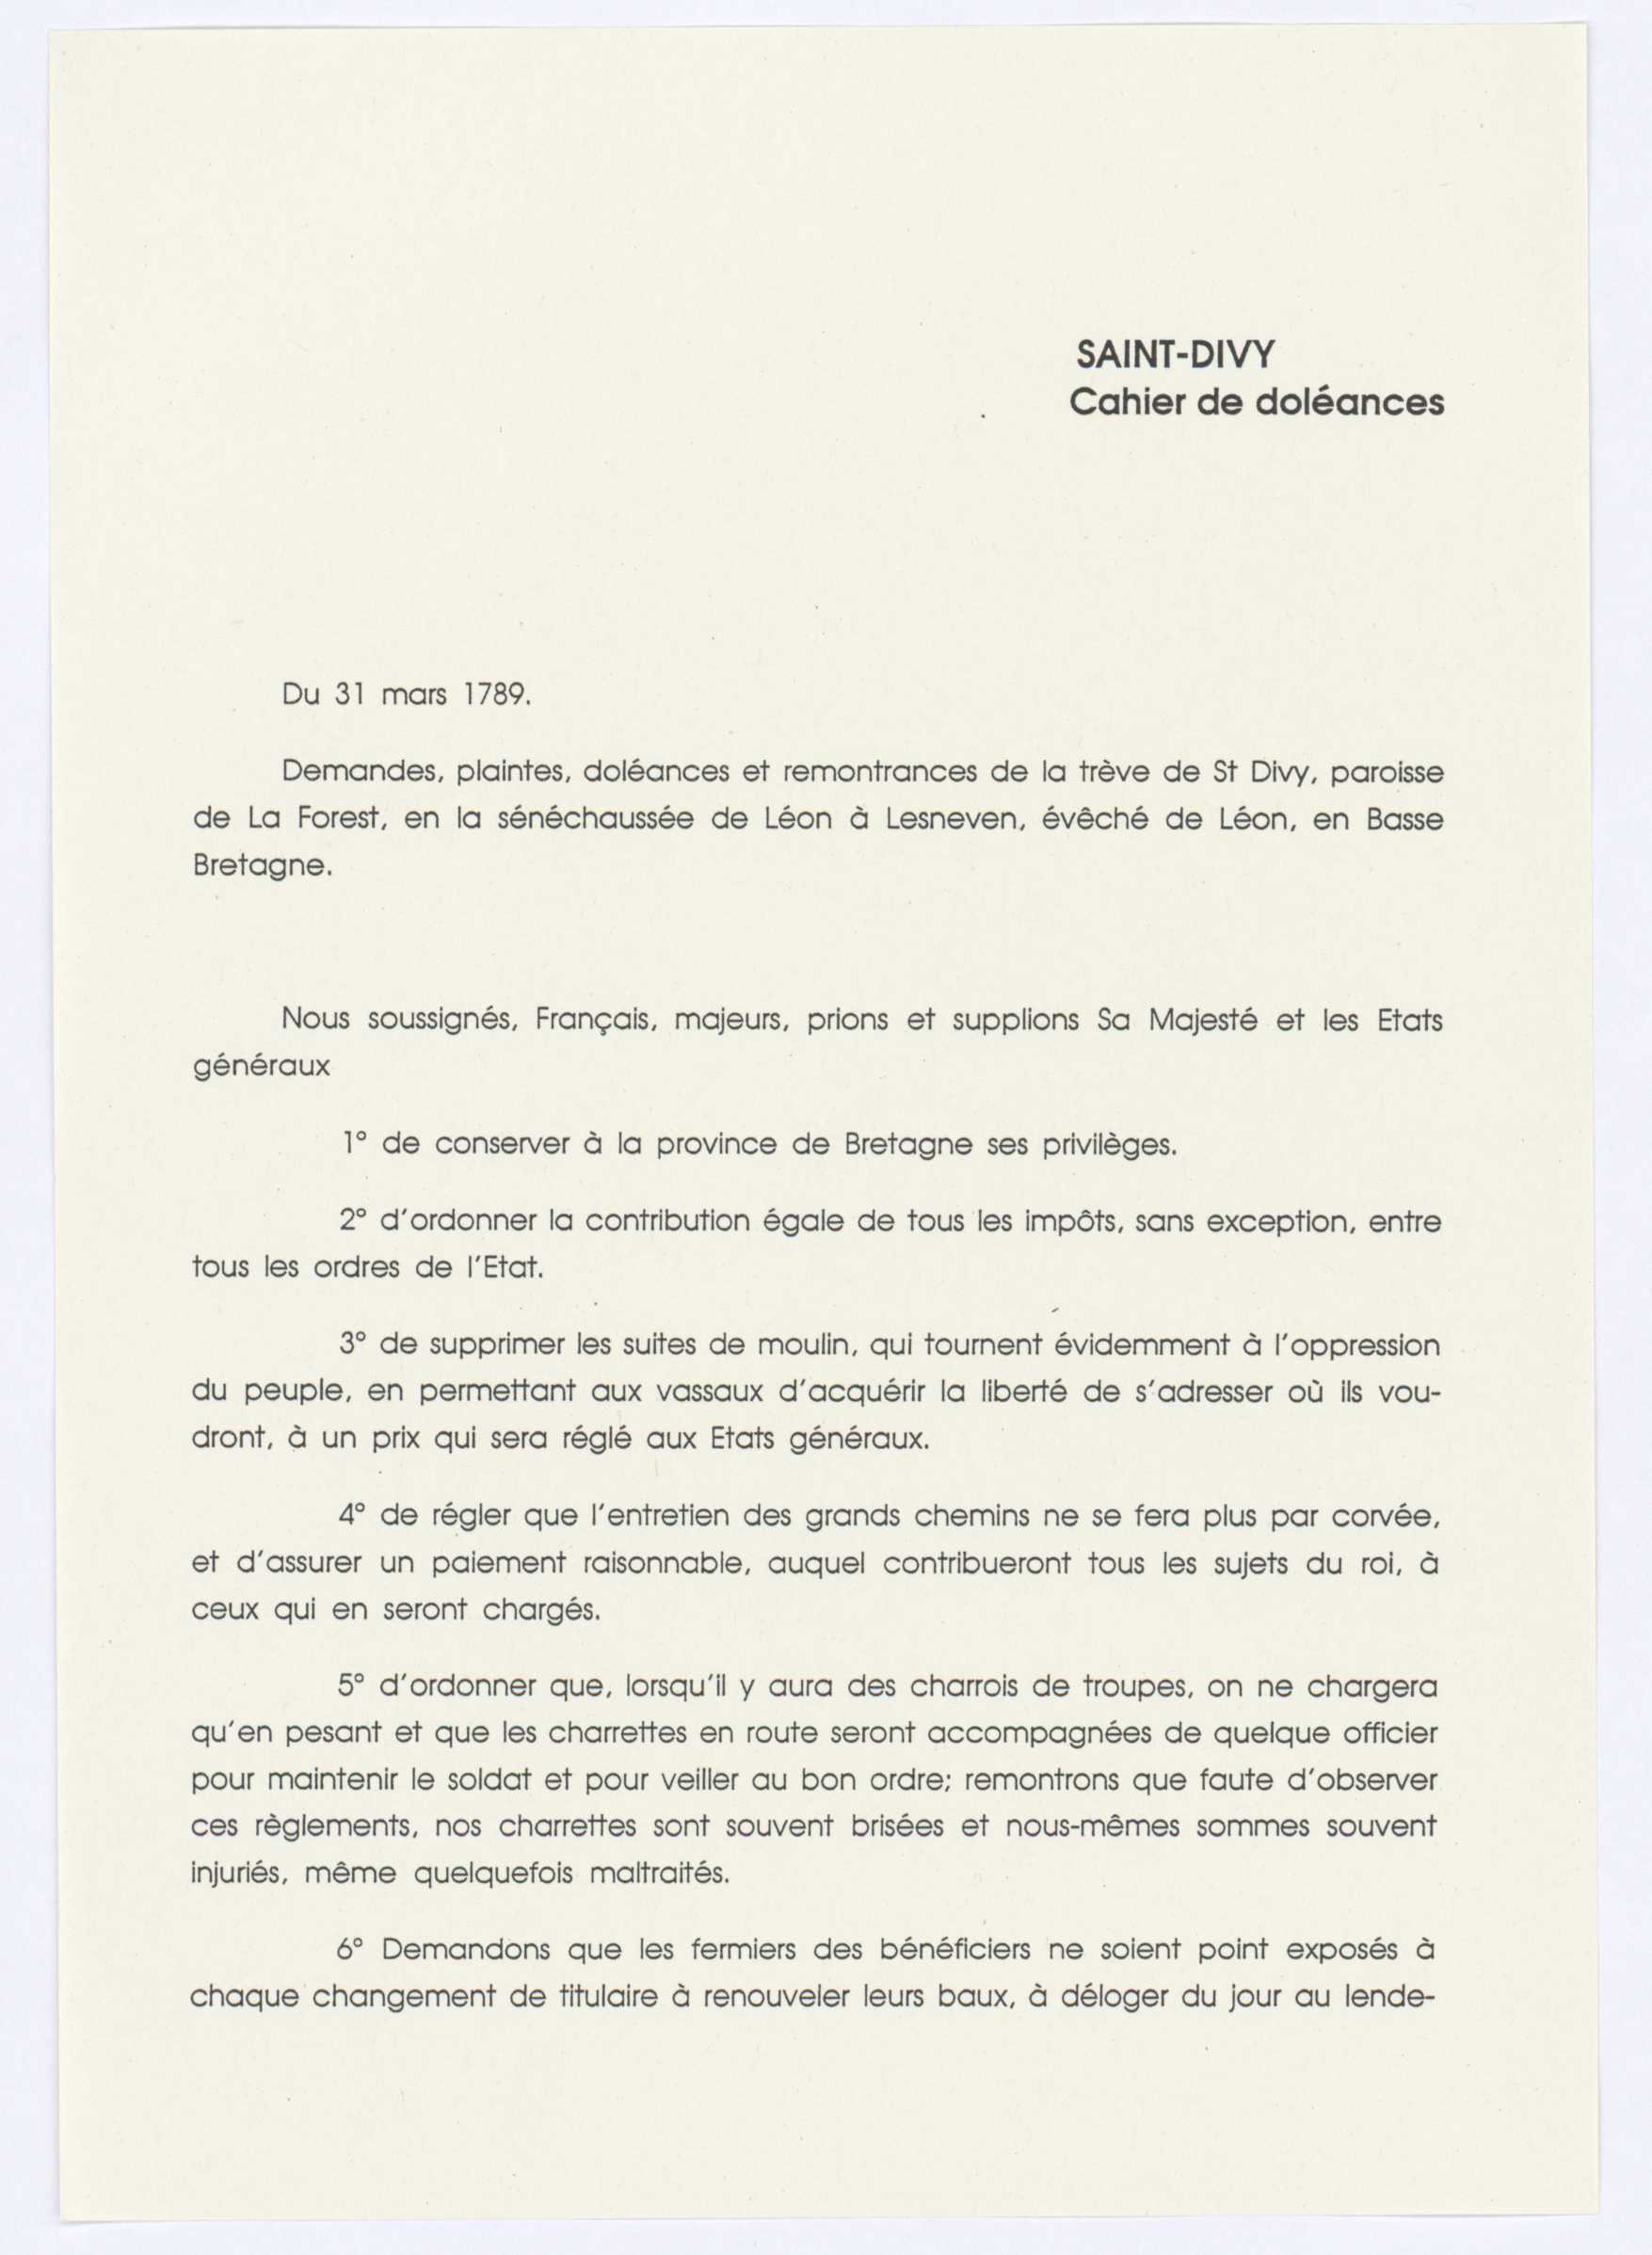 SAINT-DIVY
Cahier de doléances
Du 31 mars 1789.
Demandes, plaintes, doléances et remontrances de la trève de St Divy, paroisse
de La Forest, en la sénéchaussée de Léon à Lesneven, évêché de Léon, en Basse
Bretagne.
Nous soussignés, Français, majeurs, prions et supplions Sa Majesté et les Etats
généraux
1° de conserver à la province de Bretagne ses privilèges.
2° d'ordonner la contribution égale de tous les impôts, sans exception, entre
tous les ordres de l'Etat.
3° de supprimer les suites de moulin, qui tournent évidemment à l'oppression
du peuple, en permettant aux vassaux d'acquérir la liberté de s'adresser où ils vou-
dront, à un prix qui sera réglé aux Etats généraux.
4° de régler que l'entretien des grands chemins ne se fera plus par corvée,
et d'assurer un paiement raisonnable, auquel contribueront tous les sujets du roi, à
ceux qui en seront chargés.
5° d'ordonner que, lorsqu'il y aura des charrois de troupes, on ne chargera
qu'en pesant et que les charrettes en route seront accompagnées de quelque officier
pour maintenir le soldat et pour veiller au bon ordre; remontrons que faute d'observer
ces règlements, nos charrettes sont souvent brisées et nous-mêmes sommes souvent
injuriés, même quelquefois maltraités.
6° Demandons que les fermiers des bénéficiers ne soient point exposés à
chaque changement de titulaire à renouveler leurs baux, à déloger du jour au lende-